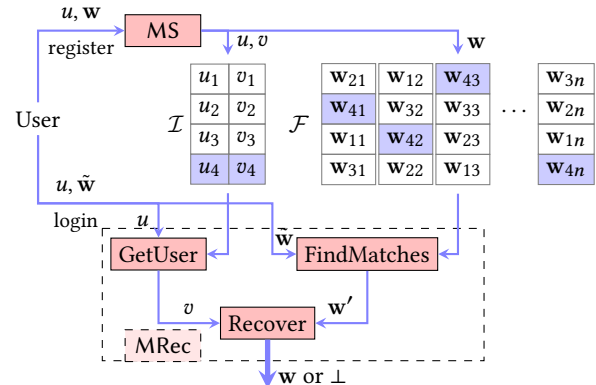 u, w
MS
register
u, v
w
I
u₁ v₁
u₂ v₂
u₃ v₃
u₄ v₄
F
w₂₁ w₁₂ w₄₃ ⋯ w₃ₙ
w₄₁ w₃₂ w₃₃ w₂ₙ
w₁₁ w₄₂ w₂₃ w₁ₙ
w₃₁ w₂₂ w₁₃ w₄ₙ
User
u, w̃
login
u
w̃
GetUser
FindMatches
v
w′
Recover
MRec
w or ⊥